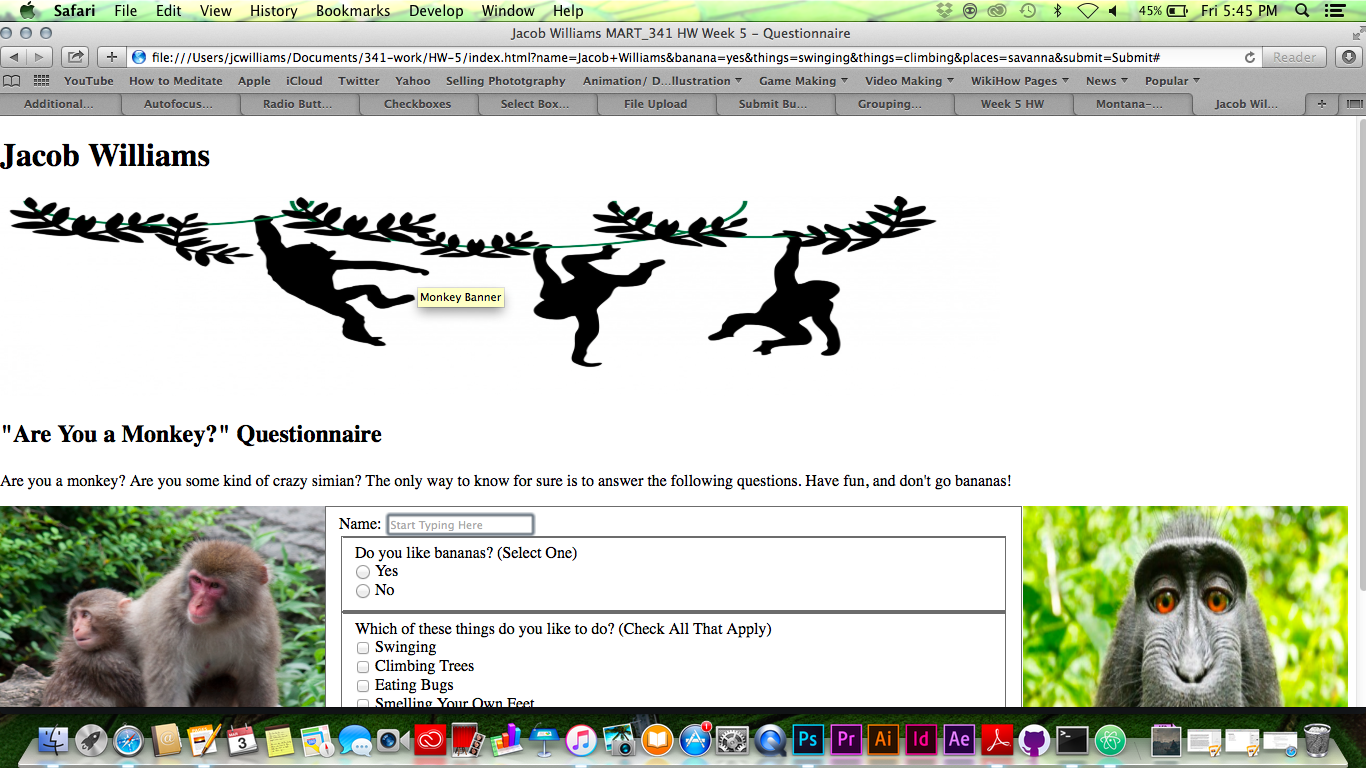 Safari File Edit View History Bookmarks Develop Window Help 45% Fri 5:45 PM
Jacob Williams MART_341 HW Week 5 – Questionnaire
file:///Users/jcwilliams/Documents/341-work/HW-5/index.html?name=Jacob+Williams&banana=yes&things=swinging&things=climbing&places=savanna&submit=Submit# Reader
YouTube How to Meditate Apple iCloud Twitter Yahoo Selling Phototgraphy Animation/ D...llustration Game Making Video Making WikiHow Pages News Popular
Additional... Autofocus... Radio Butt... Checkboxes Select Box... File Upload Submit Bu... Grouping... Week 5 HW Montana-... Jacob Wil...
Jacob Williams
Monkey Banner
"Are You a Monkey?" Questionnaire
Are you a monkey? Are you some kind of crazy simian? The only way to know for sure is to answer the following questions. Have fun, and don't go bananas!
Name: Start Typing Here
Do you like bananas? (Select One)
Yes
No
Which of these things do you like to do? (Check All That Apply)
Swinging
Climbing Trees
Eating Bugs
Smelling Your Own Feet
3 1 Ps Pr Ai Id Ae